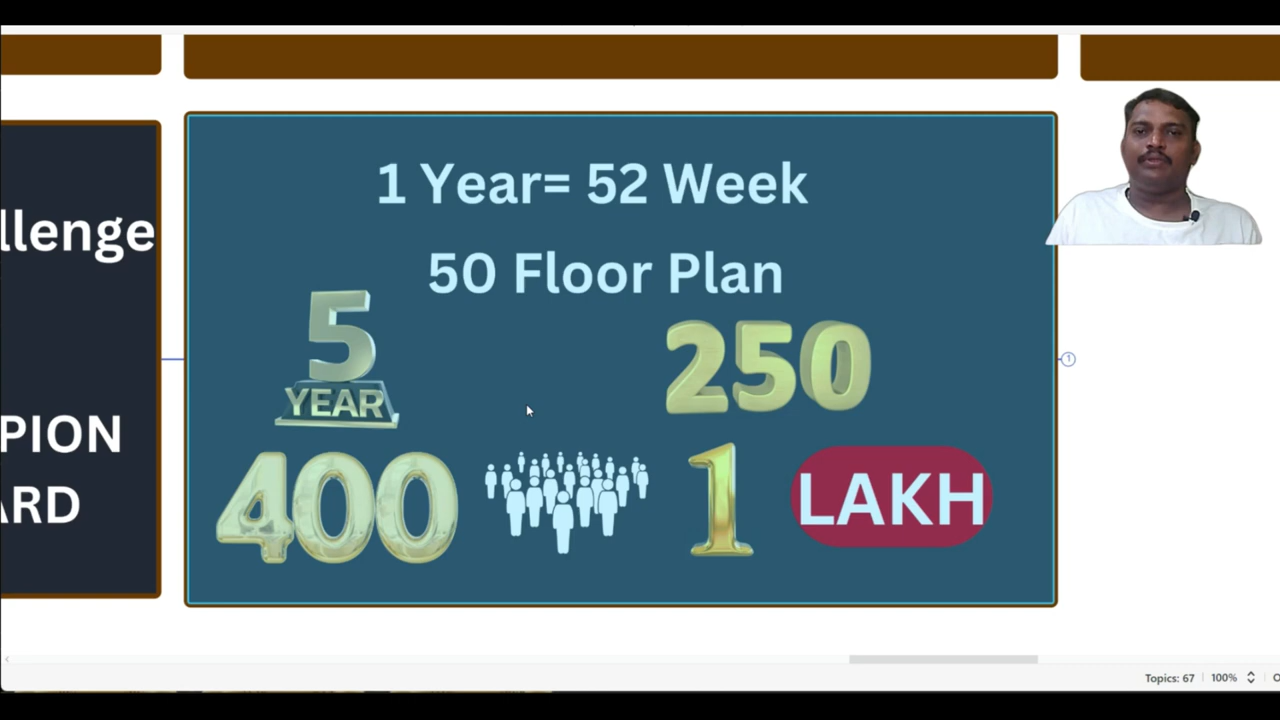 1 Year= 52 Week
50 Floor Plan
5
YEAR
250
400
1
LAKH
llenge
PION
ARD
1
Topics: 67
100%